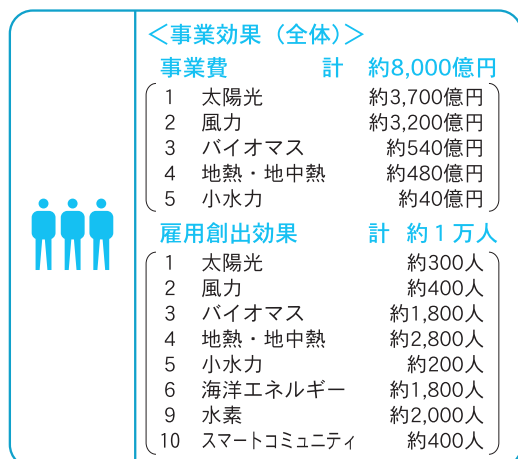 <事業効果（全体）>
事業費 計 約8,000億円
1 太陽光 約3,700億円
2 風力 約3,200億円
3 バイオマス 約540億円
4 地熱・地中熱 約480億円
5 小水力 約40億円
雇用創出効果 計 約1万人
1 太陽光 約300人
2 風力 約400人
3 バイオマス 約1,800人
4 地熱・地中熱 約2,800人
5 小水力 約200人
6 海洋エネルギー 約1,800人
9 水素 約2,000人
10 スマートコミュニティ 約400人